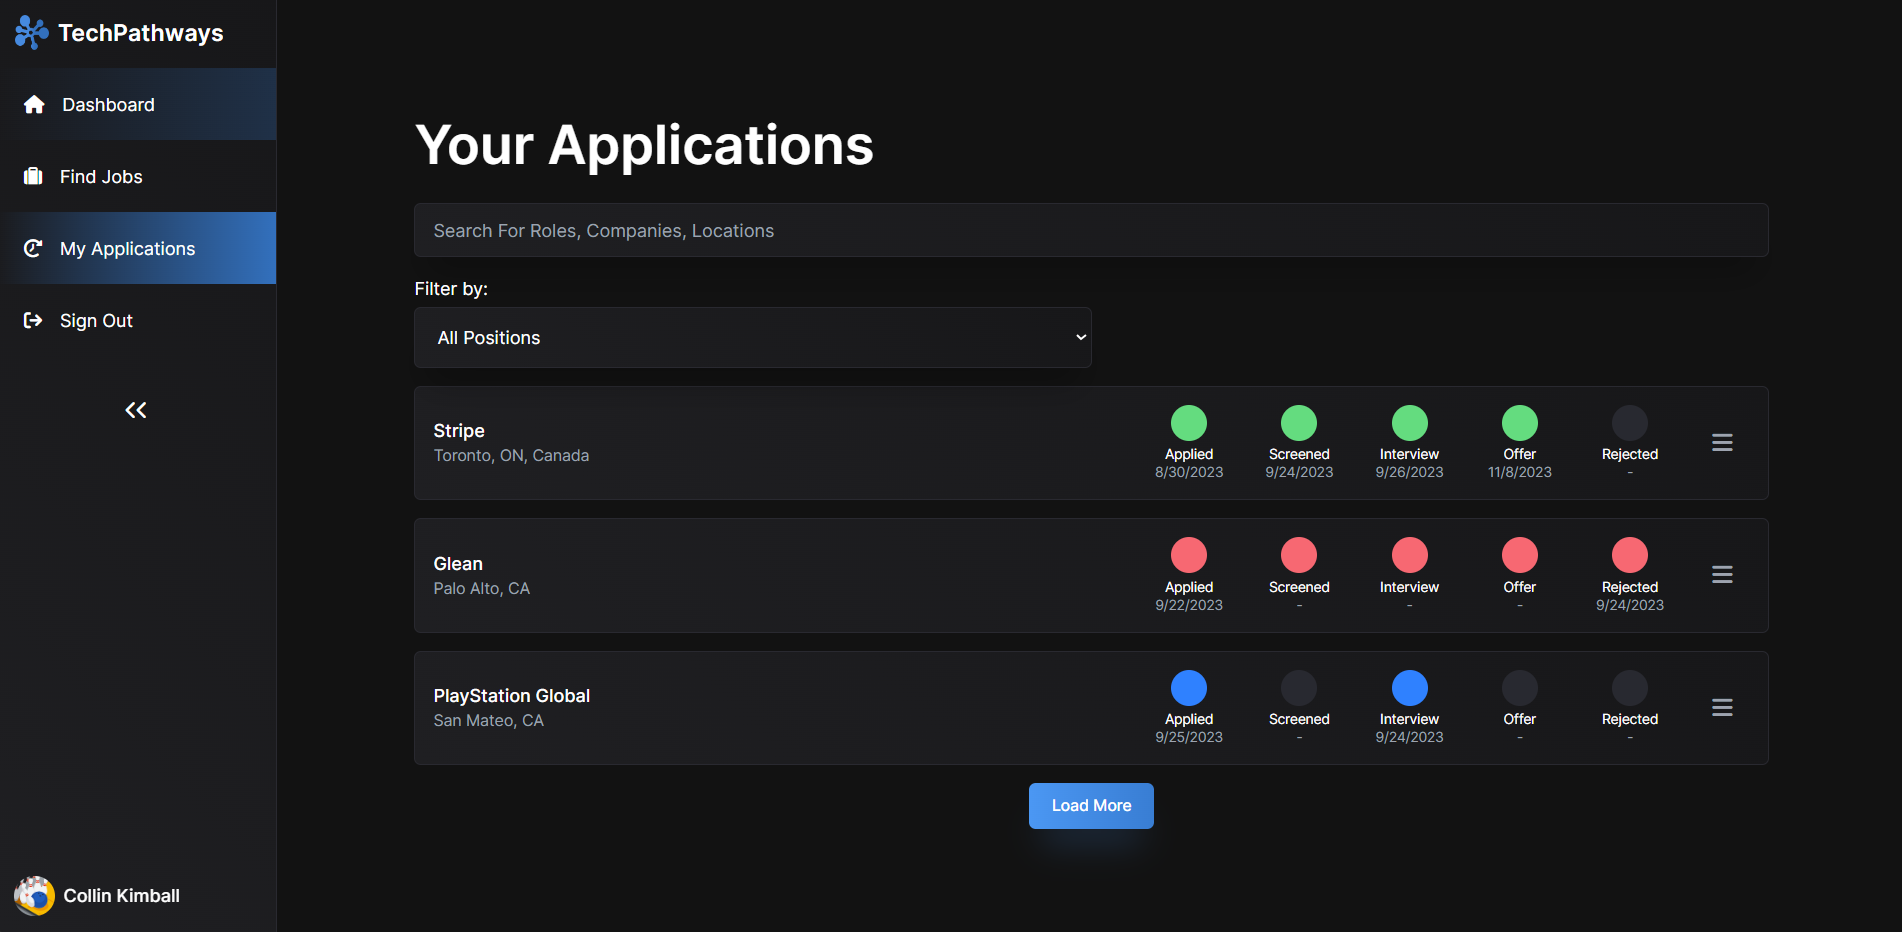 TechPathways
Dashboard
Find Jobs
My Applications
Sign Out
Collin Kimball
Your Applications
Search For Roles, Companies, Locations
Filter by:
All Positions
Stripe
Toronto, ON, Canada
Applied Screened Interview Offer Rejected
8/30/2023 9/24/2023 9/26/2023 11/8/2023 -
Glean
Palo Alto, CA
Applied Screened Interview Offer Rejected
9/22/2023 - - - 9/24/2023
PlayStation Global
San Mateo, CA
Applied Screened Interview Offer Rejected
9/25/2023 - 9/24/2023 - -
Load More